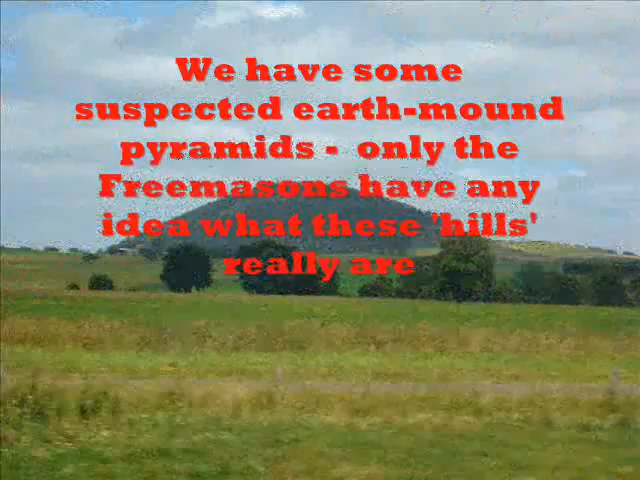 We have some
suspected earth-mound
pyramids - only the
Freemasons have any
idea what these 'hills'
really are